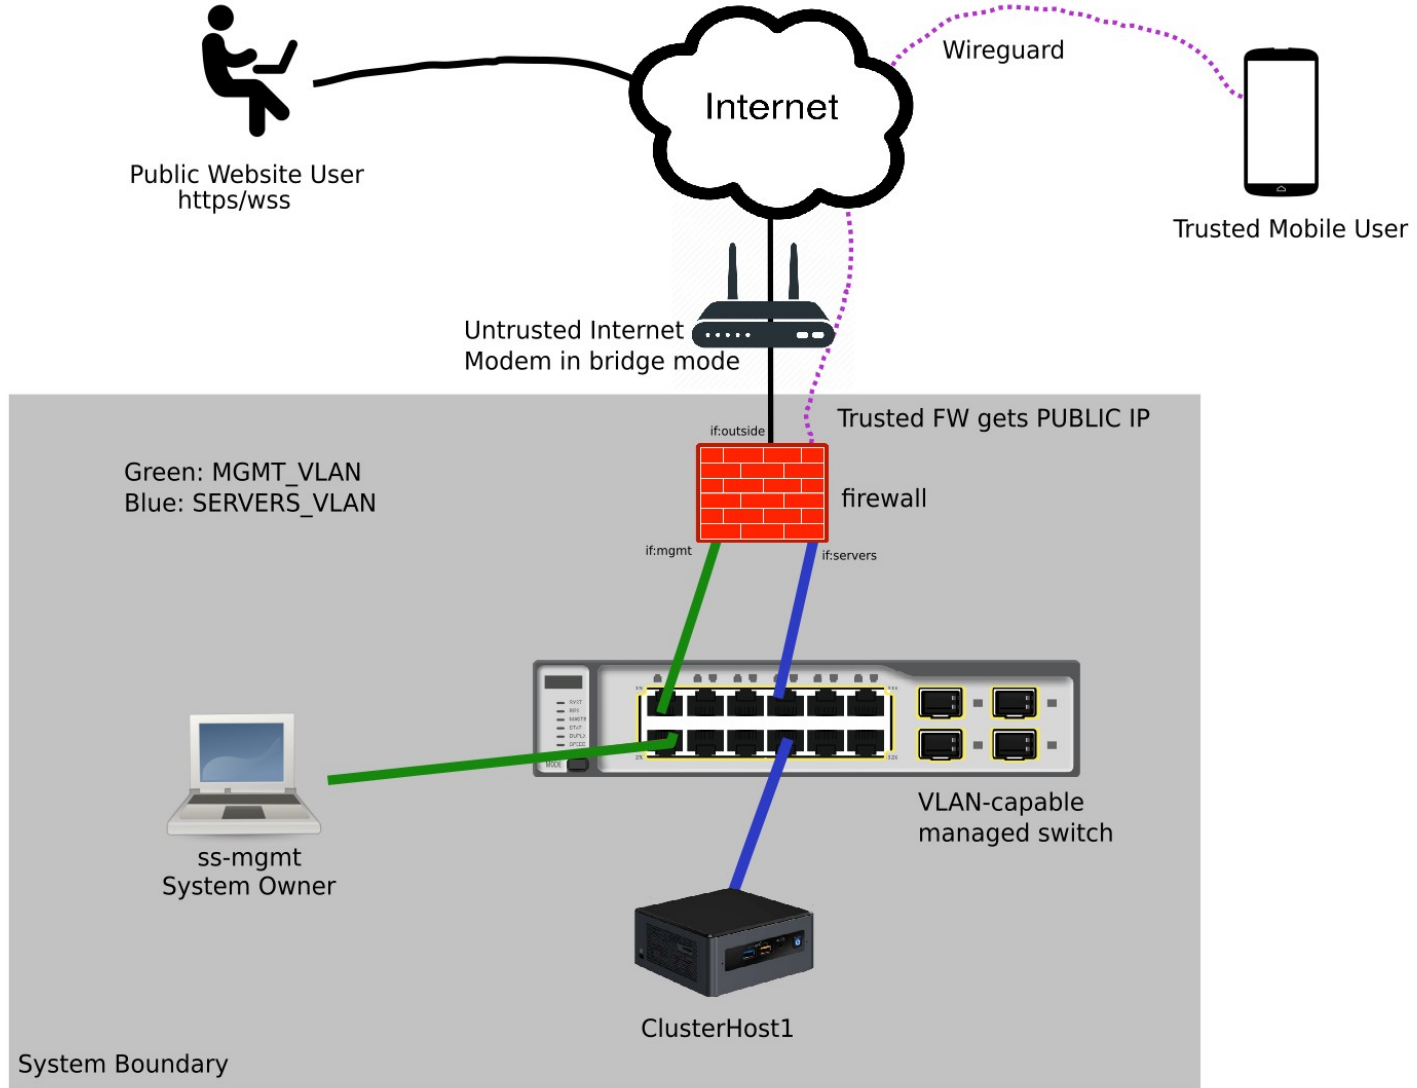 Internet
Wireguard
Public Website User
https/wss
Trusted Mobile User
Untrusted Internet
Modem in bridge mode
Trusted FW gets PUBLIC IP
if:outside
Green: MGMT_VLAN
Blue: SERVERS_VLAN
firewall
if:mgmt
if:servers
MODE
VLAN-capable
managed switch
ss-mgmt
System Owner
ClusterHost1
System Boundary